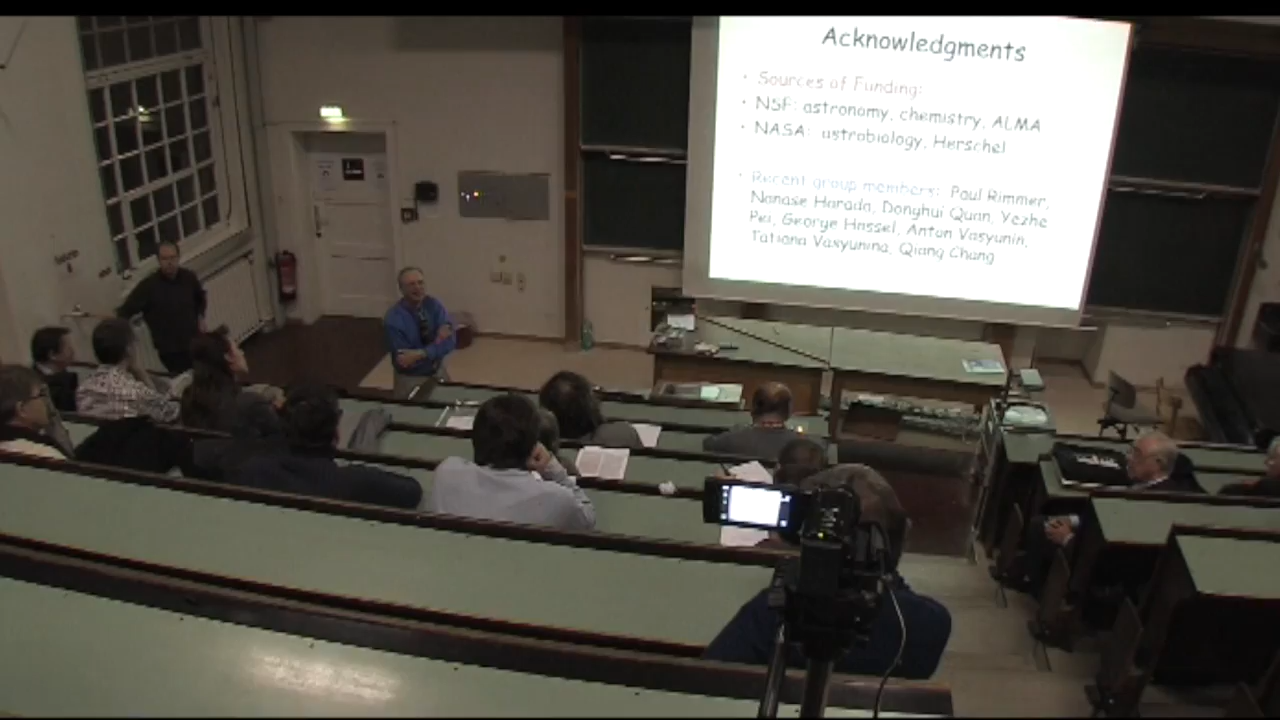 Acknowledgments
• Sources of Funding:
• NSF: astronomy, chemistry, ALMA
• NASA: astrobiology, Herschel
• Recent group members: Paul Rimmer,
Nanase Harada, Donghui Quan, Yezhe
Pei, George Hassel, Anton Vasyunin,
Tatiana Vasyunina, Qiang Chang